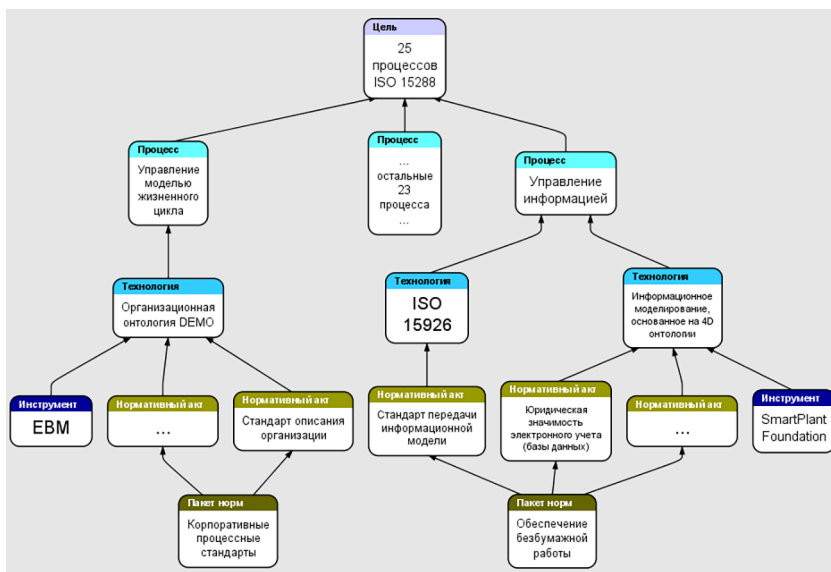 Цель
25
процессов
ISO 15288
Процесс
Управление
моделью
жизненного
цикла
Процесс
...
остальные
23
процесса
...
Процесс
Управление
информацией
Технология
Организационная
онтология DEMO
Технология
ISO
15926
Технология
Информационное
моделирование,
основанное на 4D
онтологии
Инструмент
EBM
Нормативный акт
...
Нормативный акт
Стандарт описания
организации
Нормативный акт
Стандарт передачи
информационной
модели
Нормативный акт
Юридическая
значимость
электронного учета
(базы данных)
Нормативный акт
...
Инструмент
SmartPlant
Foundation
Пакет норм
Корпоративные
процессные
стандарты
Пакет норм
Обеспечение
безбумажной
работы